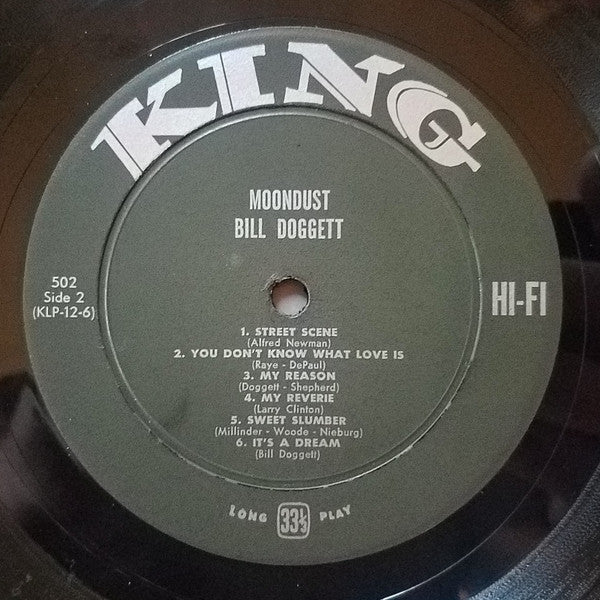 KING
MOONDUST
BILL DOGGETT
502
Side 2
(KLP-12-6)
HI-FI
1. STREET SCENE
(Alfred Newman)
2. YOU DON'T KNOW WHAT LOVE IS
(Raye - DePaul)
3. MY REASON
(Doggett - Shepherd)
4. MY REVERIE
(Larry Clinton)
5. SWEET SLUMBER
(Millinder - Woode - Nieburg)
6. IT'S A DREAM
(Bill Doggett)
LONG 33⅓ PLAY